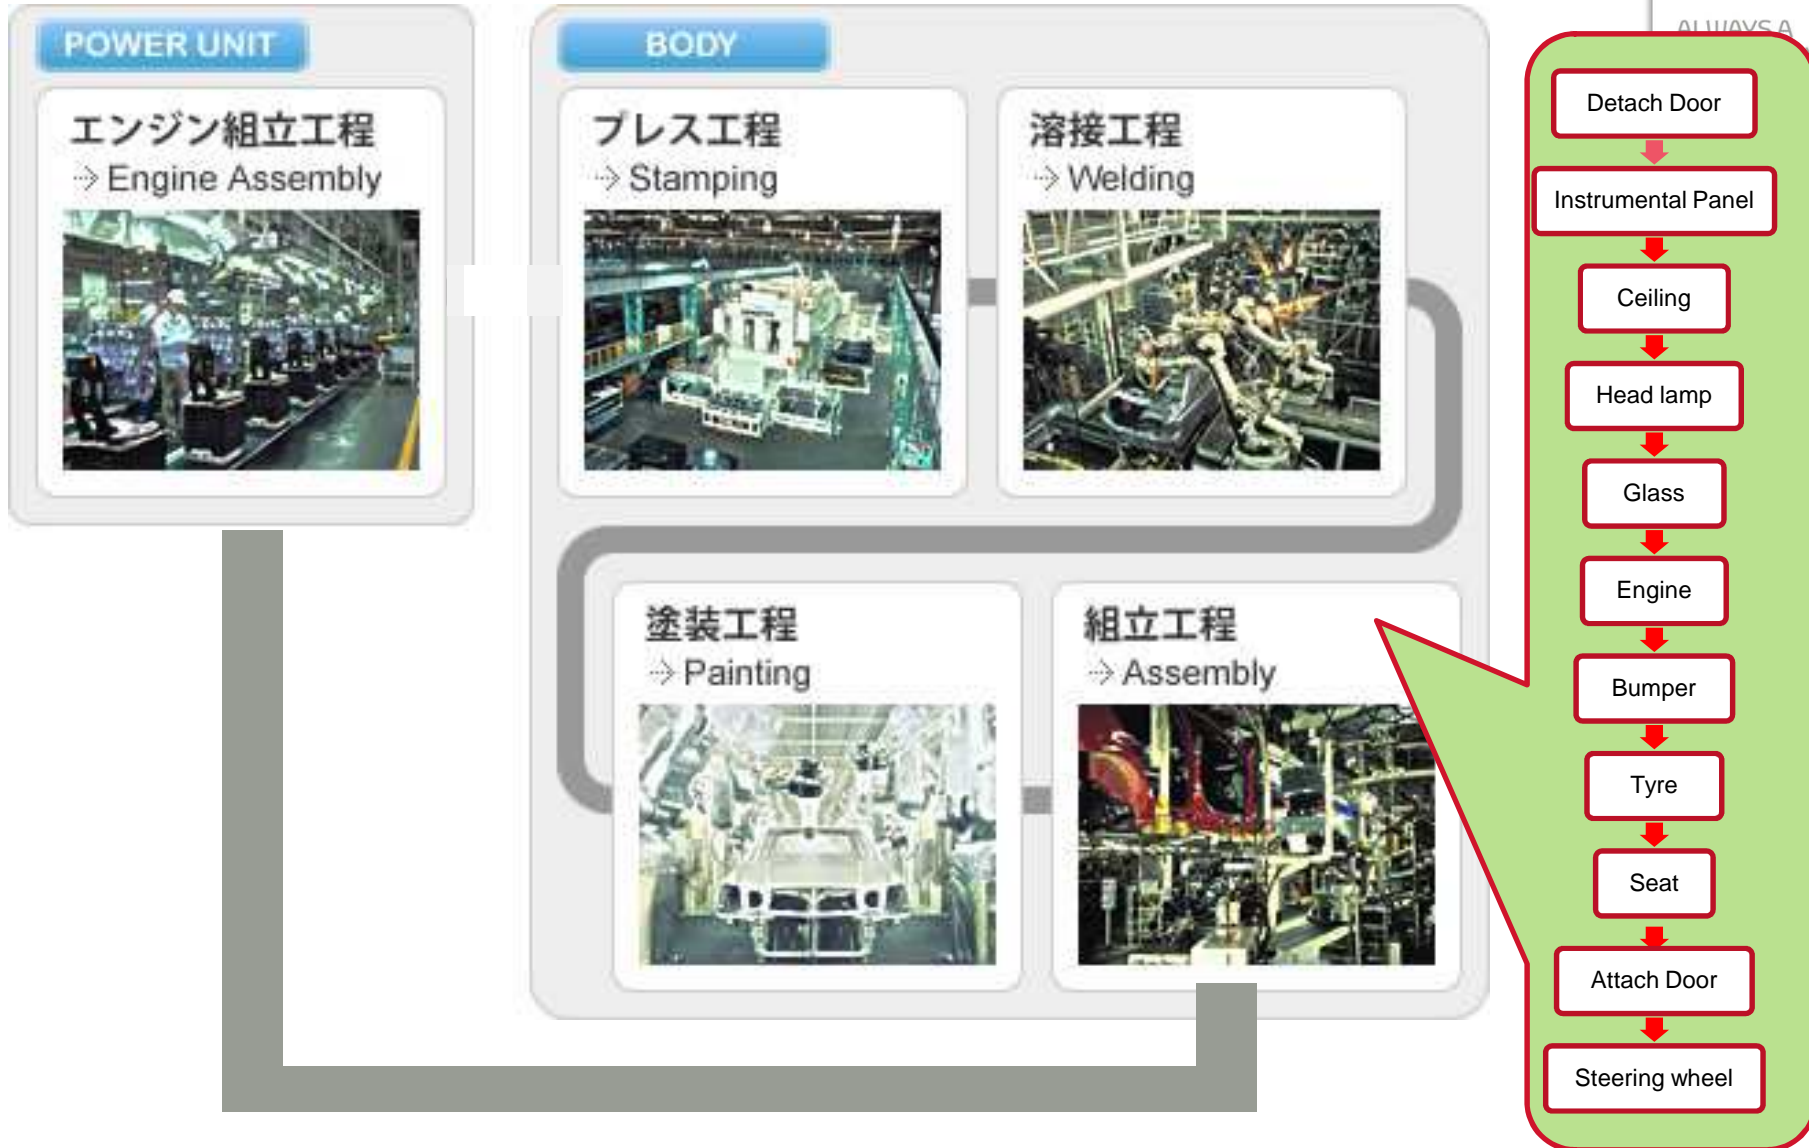 POWER UNIT
エンジン組立工程
Engine Assembly
BODY
プレス工程
Stamping
溶接工程
Welding
塗装工程
Painting
組立工程
Assembly
ALWAYS A
Detach Door
Instrumental Panel
Ceiling
Head lamp
Glass
Engine
Bumper
Tyre
Seat
Attach Door
Steering wheel